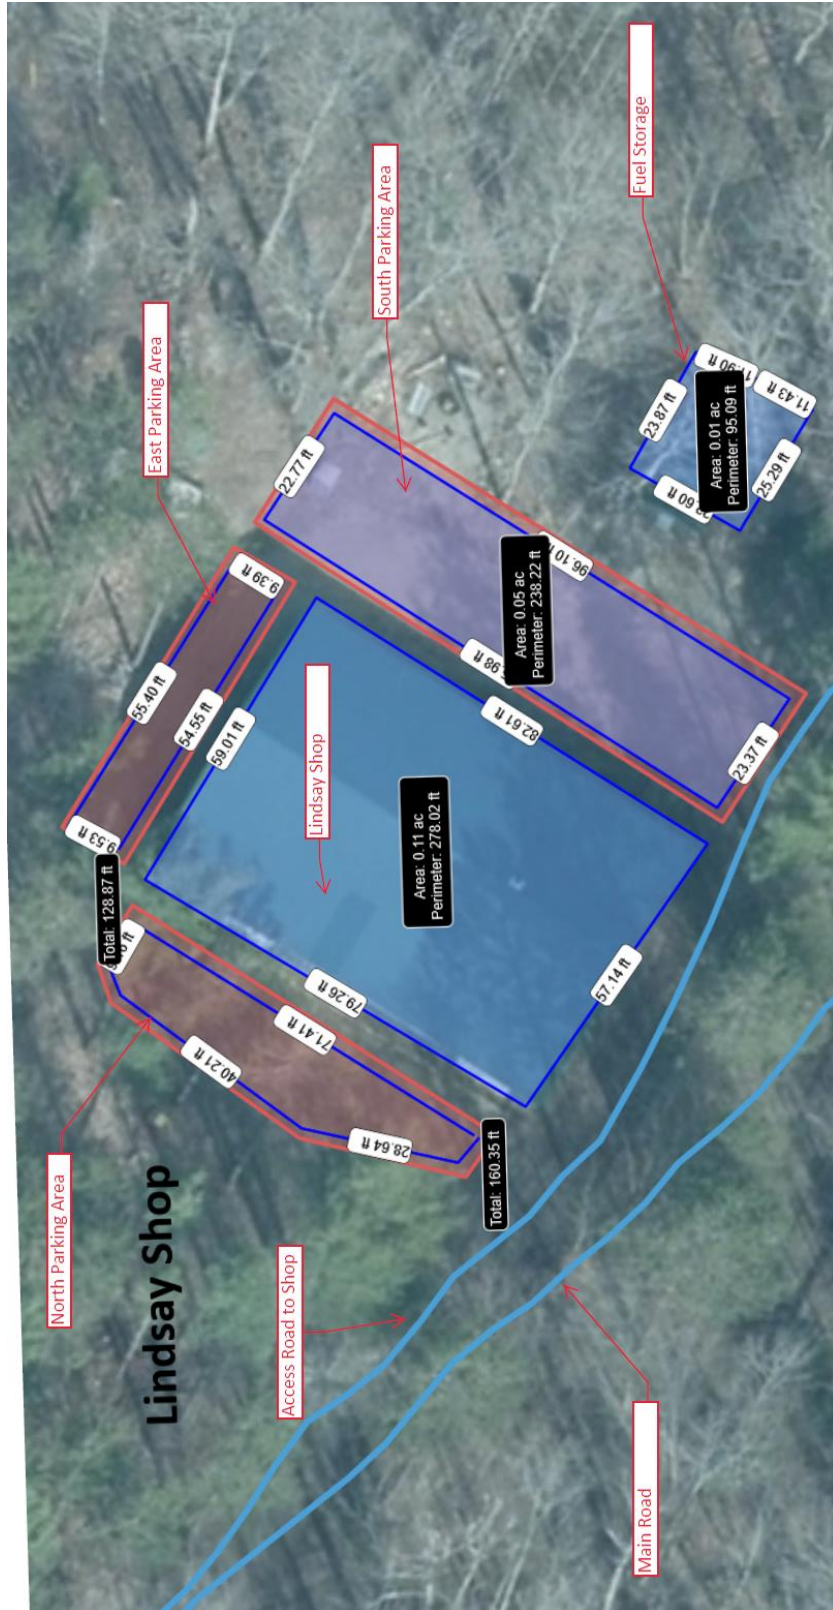 Lindsay Shop
North Parking Area
East Parking Area
South Parking Area
Fuel Storage
Lindsay Shop
Access Road to Shop
Main Road
Total: 128.87 ft
Total: 160.35 ft
Area: 0.11 ac
Perimeter: 278.02 ft
Area: 0.05 ac
Perimeter: 238.22 ft
Area: 0.01 ac
Perimeter: 95.09 ft
40.21 ft
28.64 ft
71.41 ft
9.53 ft
55.40 ft
54.55 ft
9.39 ft
59.01 ft
79.26 ft
82.61 ft
57.14 ft
22.77 ft
96.10 ft
23.37 ft
23.87 ft
25.29 ft
11.43 ft